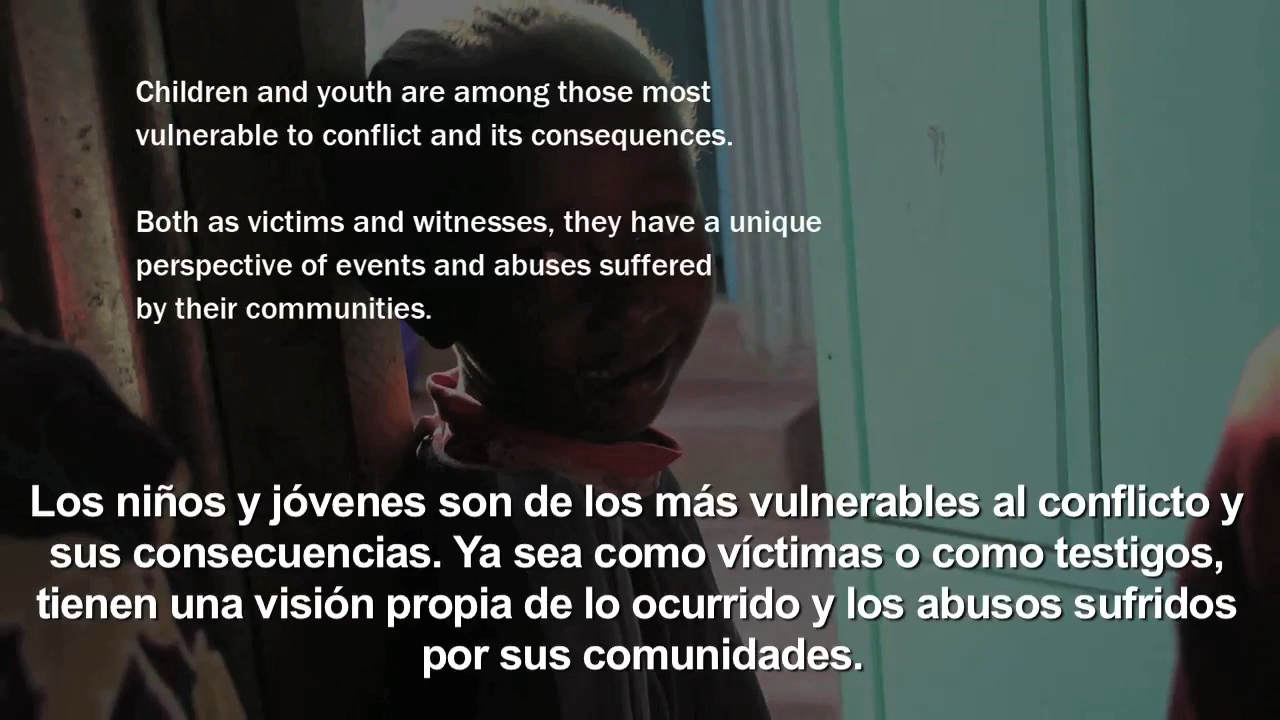 Children and youth are among those most
vulnerable to conflict and its consequences.
Both as victims and witnesses, they have a unique
perspective of events and abuses suffered
by their communities.
Los niños y jóvenes son de los más vulnerables al conflicto y
sus consecuencias. Ya sea como víctimas o como testigos,
tienen una visión propia de lo ocurrido y los abusos sufridos
por sus comunidades.